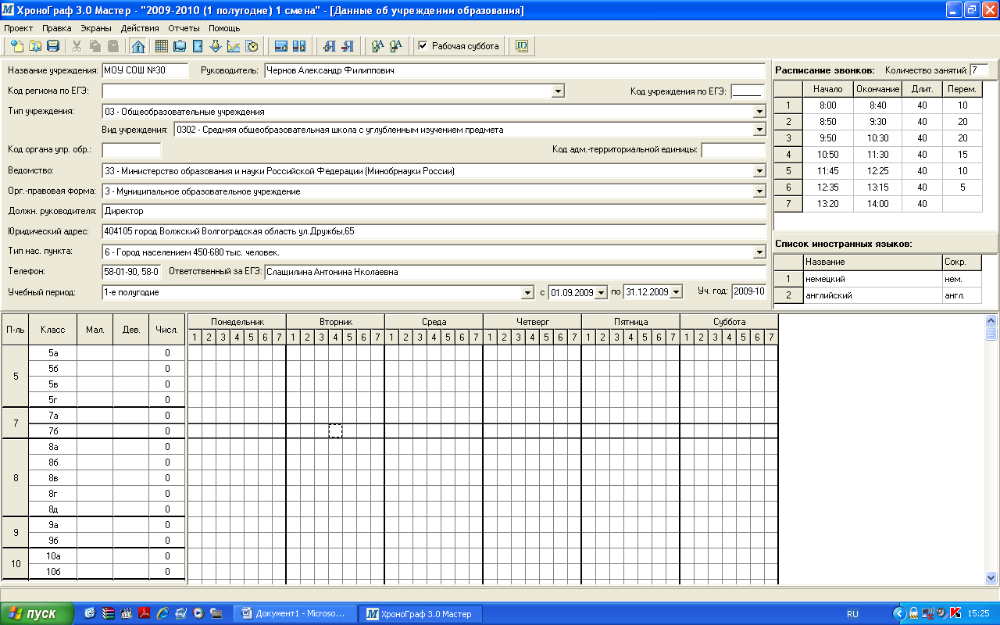 ХроноГраф 3.0 Мастер - "2009-2010 (1 полугодие) 1 смена" - [Данные об учреждении образования]
Проект Правка Экраны Действия Отчеты Помощь
Рабочая суббота ЕГЭ
Название учреждения: МОУ СОШ №30 Руководитель: Чернов Александр Филиппович
Код региона по ЕГЭ: Код учреждения по ЕГЭ:
Тип учреждения: 03 - Общеобразовательные учреждения
Вид учреждения: 0302 - Средняя общеобразовательная школа с углубленным изучением предмета
Код органа упр. обр.: Код адм.-территориальной единицы:
Ведомство: 33 - Министерство образования и науки Российской Федерации (Минобрнауки России)
Орг.-правовая форма: 3 - Муниципальное образовательное учреждение
Должн. руководителя: Директор
Юридический адрес: 404105 город Волжский Волгоградская область ул.Дружбы,65
Тип нас. пункта: 6 - Город населением 450-680 тыс. человек.
Телефон: 58-01-90, 58-0 Ответственный за ЕГЭ: Слащилина Антонина Нколаевна
Учебный период: 1-е полугодие с 01.09.2009 по 31.12.2009 Уч. год: 2009-10
Расписание звонков: Количество занятий: 7
Начало Окончание Длит. Перем.
1 8:00 8:40 40 10
2 8:50 9:30 40 20
3 9:50 10:30 40 20
4 10:50 11:30 40 15
5 11:45 12:25 40 10
6 12:35 13:15 40 5
7 13:20 14:00 40
Список иностранных языков:
Название Сокр.
1 немецкий нем.
2 английский англ.
П-ль Класс Мал. Дев. Числ. Понедельник Вторник Среда Четверг Пятница Суббота
1 2 3 4 5 6 7 1 2 3 4 5 6 7 1 2 3 4 5 6 7 1 2 3 4 5 6 7 1 2 3 4 5 6 7 1 2 3 4 5 6 7
5 5а 0
5б 0
5в 0
5г 0
7 7а 0
7б 0
8 8а 0
8б 0
8в 0
8г 0
8д 0
9 9а 0
9б 0
10 10а 0
10б 0
пуск Документ1 - Microso... ХроноГраф 3.0 Мастер RU 15:25